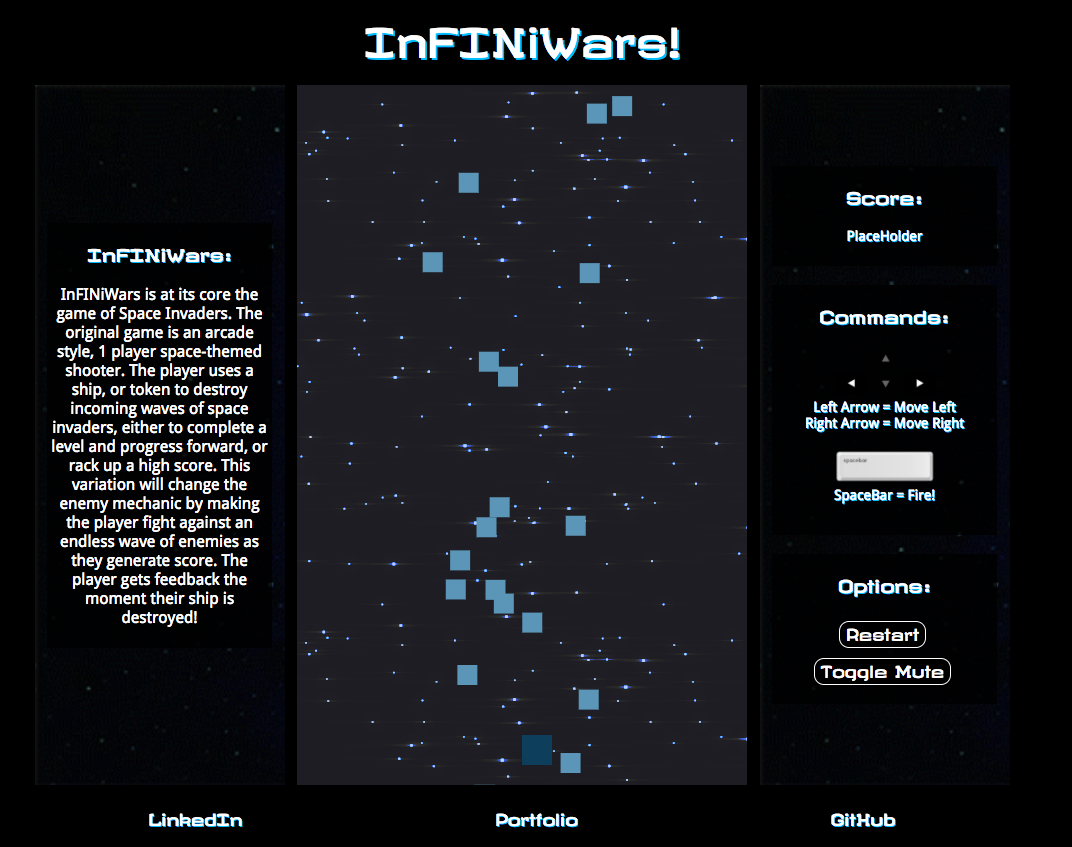 InFINiWars!
InFINiWars:
InFINiWars is at its core the
game of Space Invaders. The
original game is an arcade
style, 1 player space-themed
shooter. The player uses a
ship, or token to destroy
incoming waves of space
invaders, either to complete a
level and progress forward, or
rack up a high score. This
variation will change the
enemy mechanic by making
the player fight against an
endless wave of enemies as
they generate score. The
player gets feedback the
moment their ship is
destroyed!
Score:
PlaceHolder
Commands:
Left Arrow = Move Left
Right Arrow = Move Right
spacebar
SpaceBar = Fire!
Options:
Restart
Toggle Mute
LinkedIn
Portfolio
GitHub